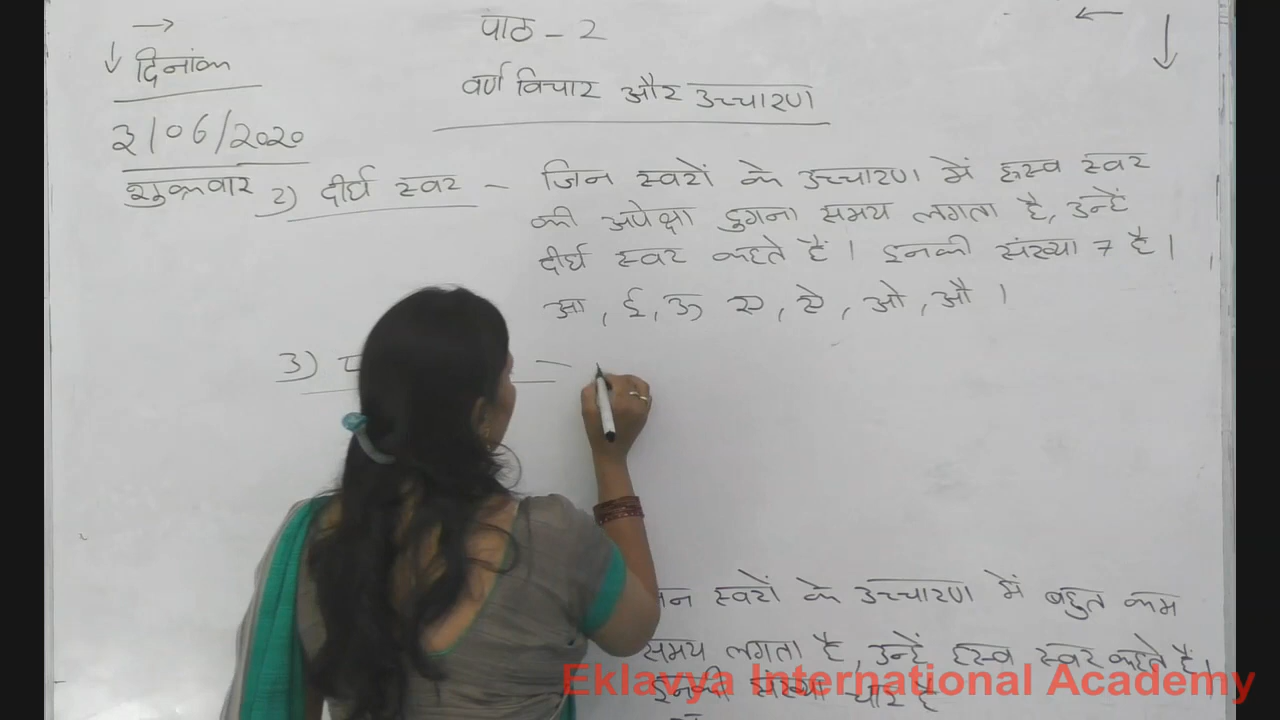 पाठ - 2
दिनांक
वर्ण विचार और उच्चारण
3/06/2020
शुक्रवार
2) दीर्घ स्वर - जिन स्वरों के उच्चारण में ह्रस्व स्वर
की अपेक्षा दुगना समय लगता है, उन्हें
दीर्घ स्वर कहते हैं। इनकी संख्या 7 है।
आ, ई, ऊ ए, ऐ, ओ, औ।
3) -
स्वरों के उच्चारण में बहुत कम
समय लगता है, उन्हें ह्रस्व स्वर कहते हैं।
इनकी संख्या चार है
Eklavya International Academy